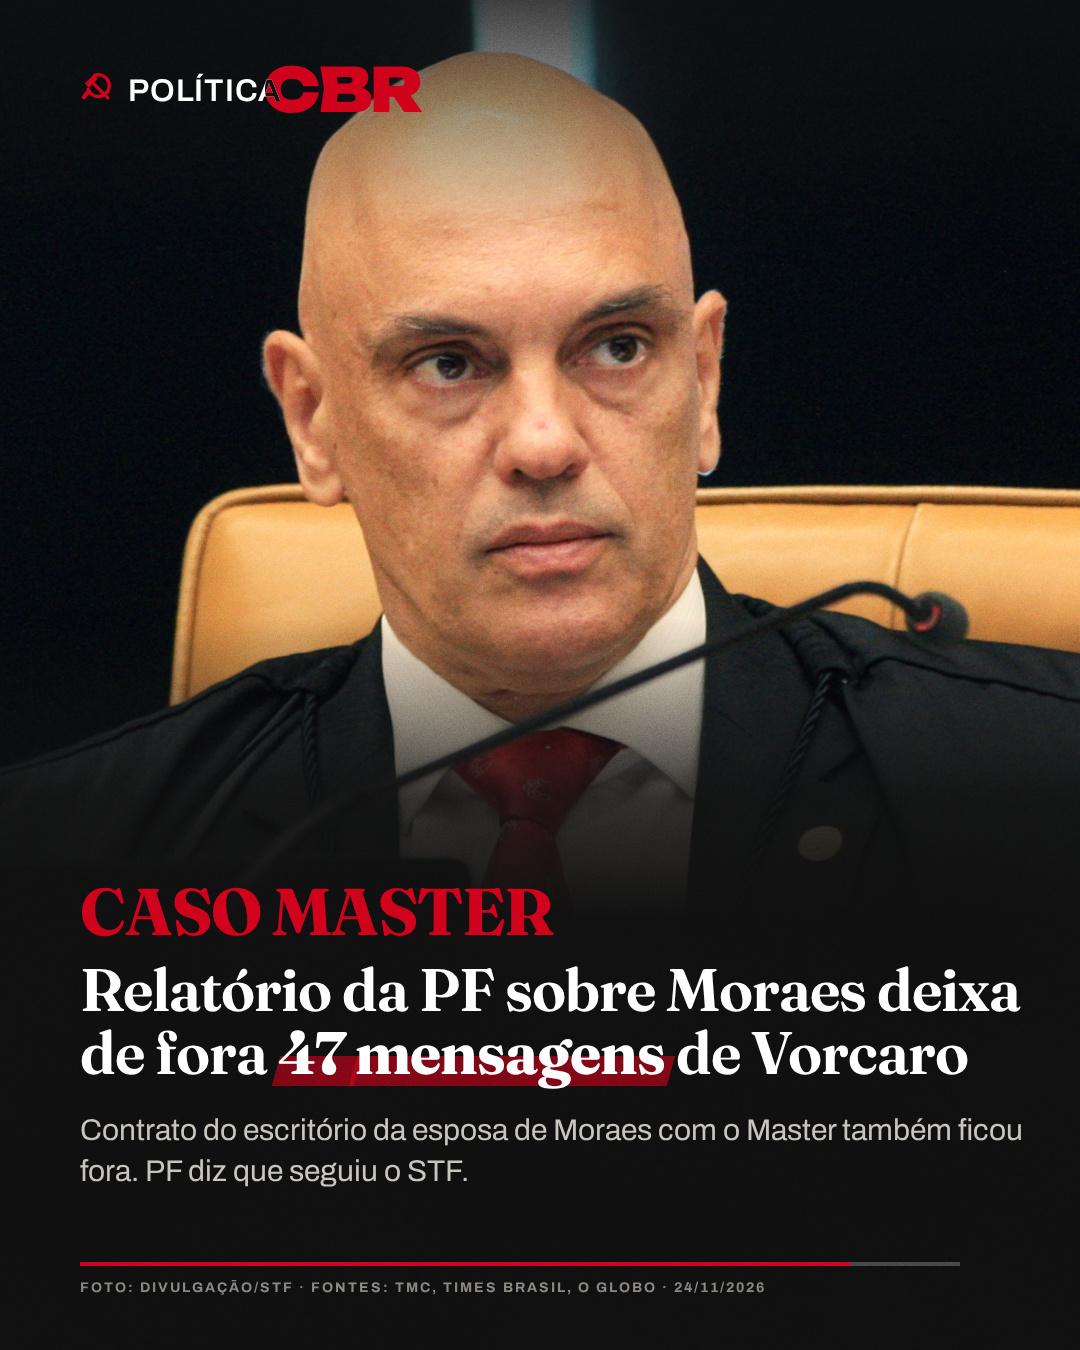 POLÍTICA CBR
CASO MASTER
Relatório da PF sobre Moraes deixa
de fora 47 mensagens de Vorcaro
Contrato do escritório da esposa de Moraes com o Master também ficou
fora. PF diz que seguiu o STF.
FOTO: DIVULGAÇÃO/STF · FONTES: TMC, TIMES BRASIL, O GLOBO · 24/11/2026